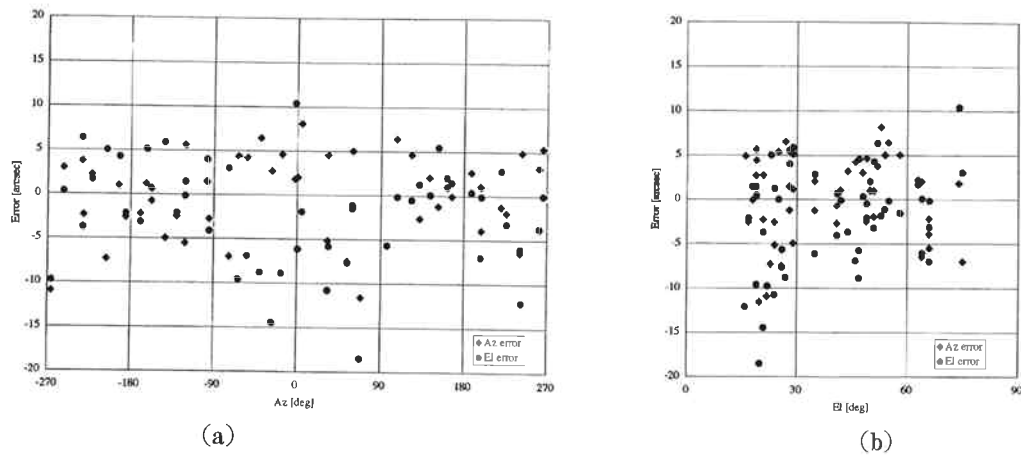 20
15
10
5
0
-5
-10
-15
-20
Error [arcsec]
-270 -180 -90 0 90 180 270
Az [deg]
Az error
El error
(a)
20
15
10
5
0
-5
-10
-15
-20
Error [arcsec]
0 30 60 90
El [deg]
Az error
El error
(b)